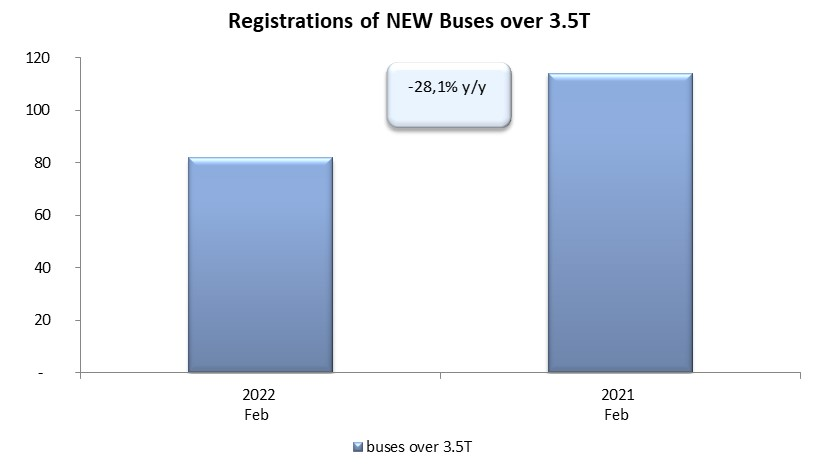 Registrations of NEW Buses over 3.5T
-28,1% y/y
120
100
80
60
40
20
-
2022
Feb
2021
Feb
buses over 3.5T